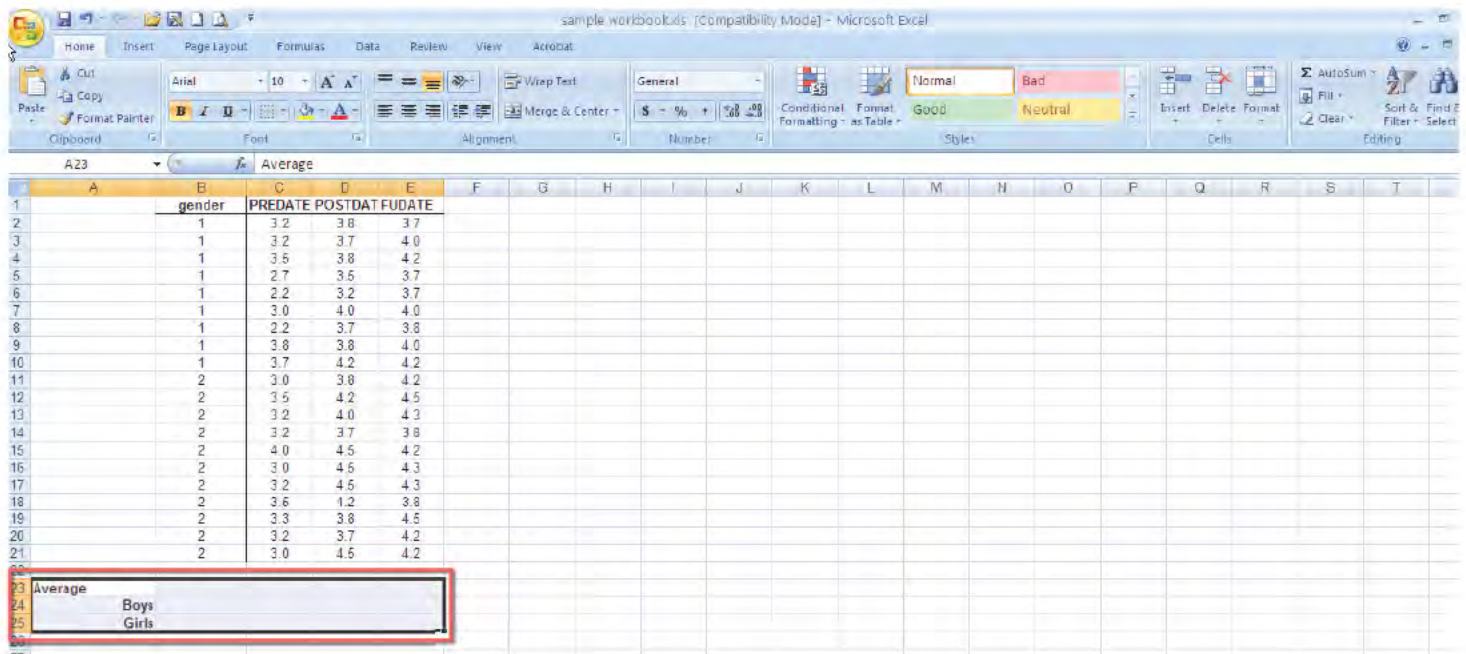 sample workbook.xls [Compatibility Mode] - Microsoft Excel
Home Insert Page Layout Formulas Data Review View Acrobat
Cut
Copy
Format Painter
Paste
Clipboard
Arial 10 A A
B I U A
Font
Wrap Text
Merge & Center
Alignment
General
$ % ,
Number
Conditional Formatting
Format as Table
Normal Bad
Good Neutral
Styles
Insert Delete Format
Cells
Σ AutoSum
Fill
Clear
Sort & Filter
Find &
Select
Editing
A23 fx Average
A B C D E F G H I J K L M N O P Q R S T
1 gender PREDATE POSTDAT FUDATE
2 1 3.2 3.8 3.7
3 1 3.2 3.7 4.0
4 1 3.5 3.8 4.2
5 1 2.7 3.5 3.7
6 1 2.2 3.2 3.7
7 1 3.0 4.0 4.0
8 1 2.2 3.7 3.8
9 1 3.8 3.8 4.0
10 1 3.7 4.2 4.2
11 2 3.0 3.8 4.2
12 2 3.5 4.2 4.5
13 2 3.2 4.0 4.3
14 2 3.2 3.7 3.8
15 2 4.0 4.5 4.2
16 2 3.0 4.5 4.3
17 2 3.2 4.5 4.3
18 2 3.6 4.2 3.8
19 2 3.3 3.8 4.5
20 2 3.2 3.7 4.2
21 2 3.0 4.5 4.2
22
23 Average
24 Boys
25 Girls
26